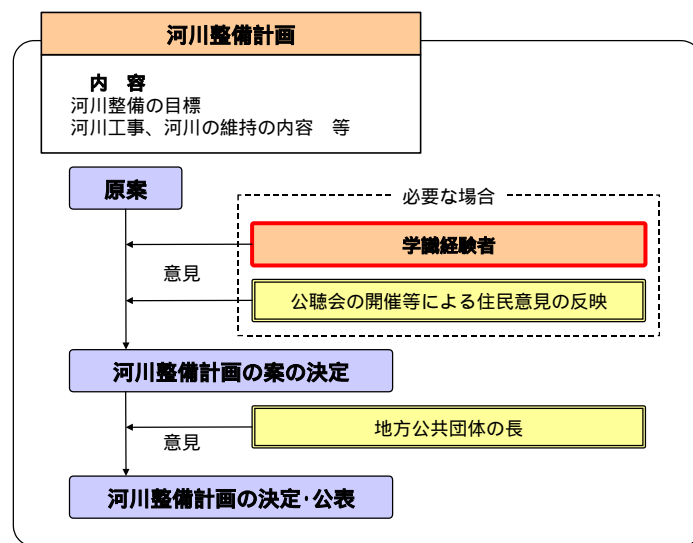 河川整備計画
内　容
河川整備の目標
河川工事、河川の維持の内容　等
原案
必要な場合
学識経験者
意見
公聴会の開催等による住民意見の反映
河川整備計画の案の決定
地方公共団体の長
意見
河川整備計画の決定･公表